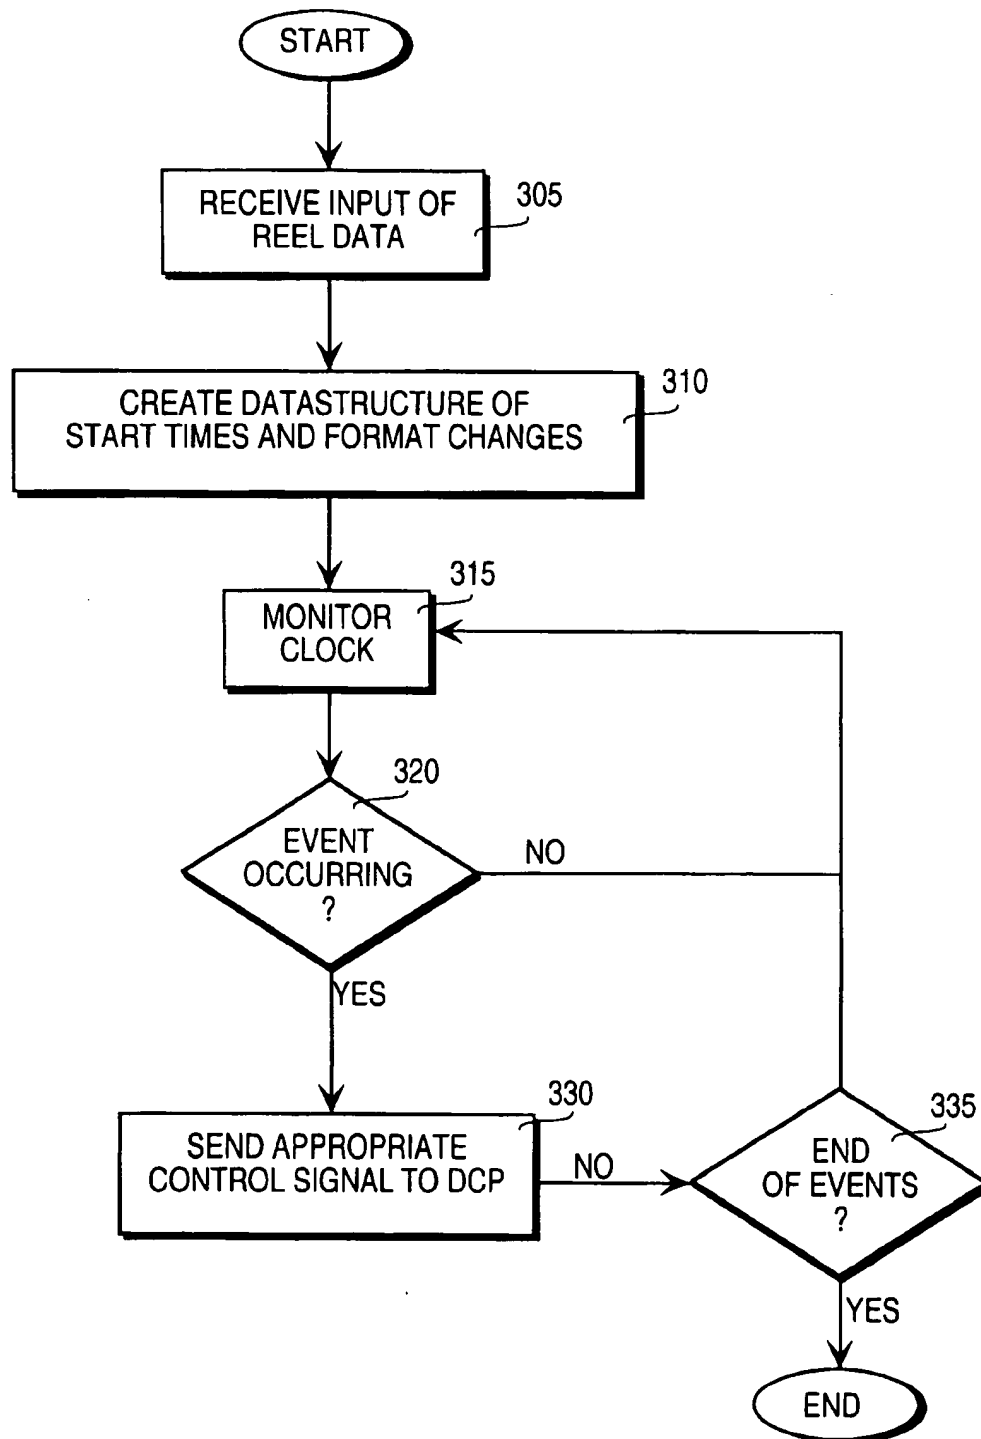 START
RECEIVE INPUT OF
REEL DATA
305
CREATE DATASTRUCTURE OF
START TIMES AND FORMAT CHANGES
310
MONITOR
CLOCK
315
EVENT
OCCURRING
?
320
NO
YES
SEND APPROPRIATE
CONTROL SIGNAL TO DCP
330
NO
END
OF EVENTS
?
335
YES
END